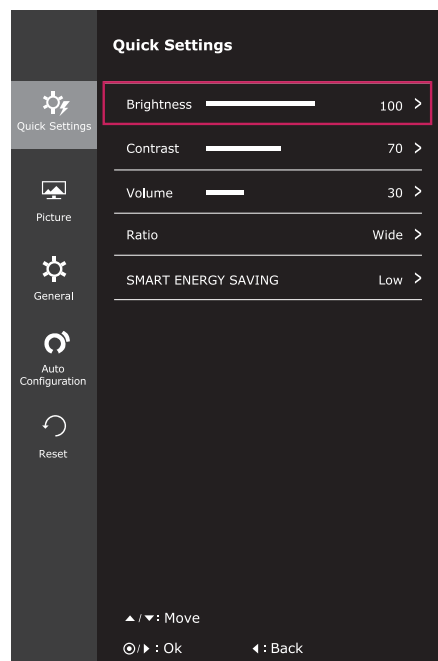 Quick Settings
Quick Settings
Picture
General
Auto
Configuration
Reset
Brightness 100 >
Contrast 70 >
Volume 30 >
Ratio Wide >
SMART ENERGY SAVING Low >
▲/▼: Move
◉/▶ : Ok ◀ : Back